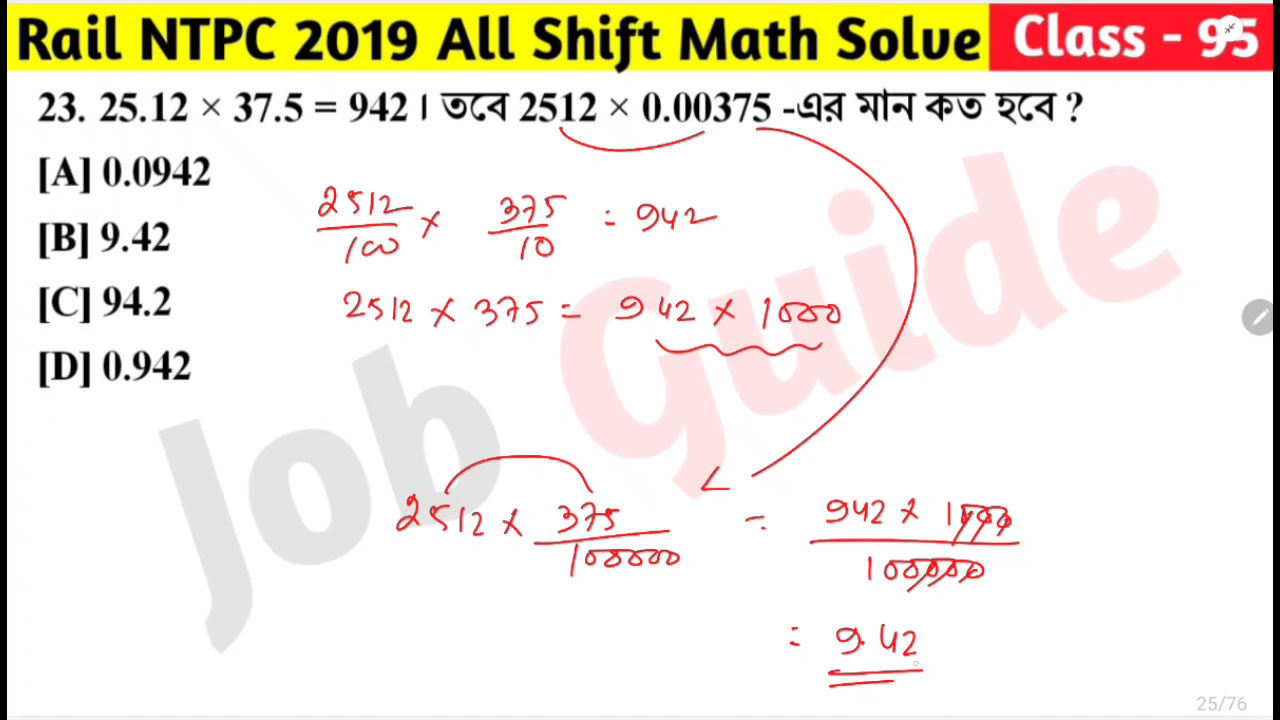 Rail NTPC 2019 All Shift Math Solve Class - 95
23. 25.12 × 37.5 = 942। তবে 2512 × 0.00375 -এর মান কত হবে ?
[A] 0.0942
[B] 9.42
[C] 94.2
[D] 0.942
2512/100 × 375/10 = 942
2512 × 375 = 942 × 1000
2512 × 375/100000 = 942 × 1000/100000
= 9.42
Job Guide
25/76